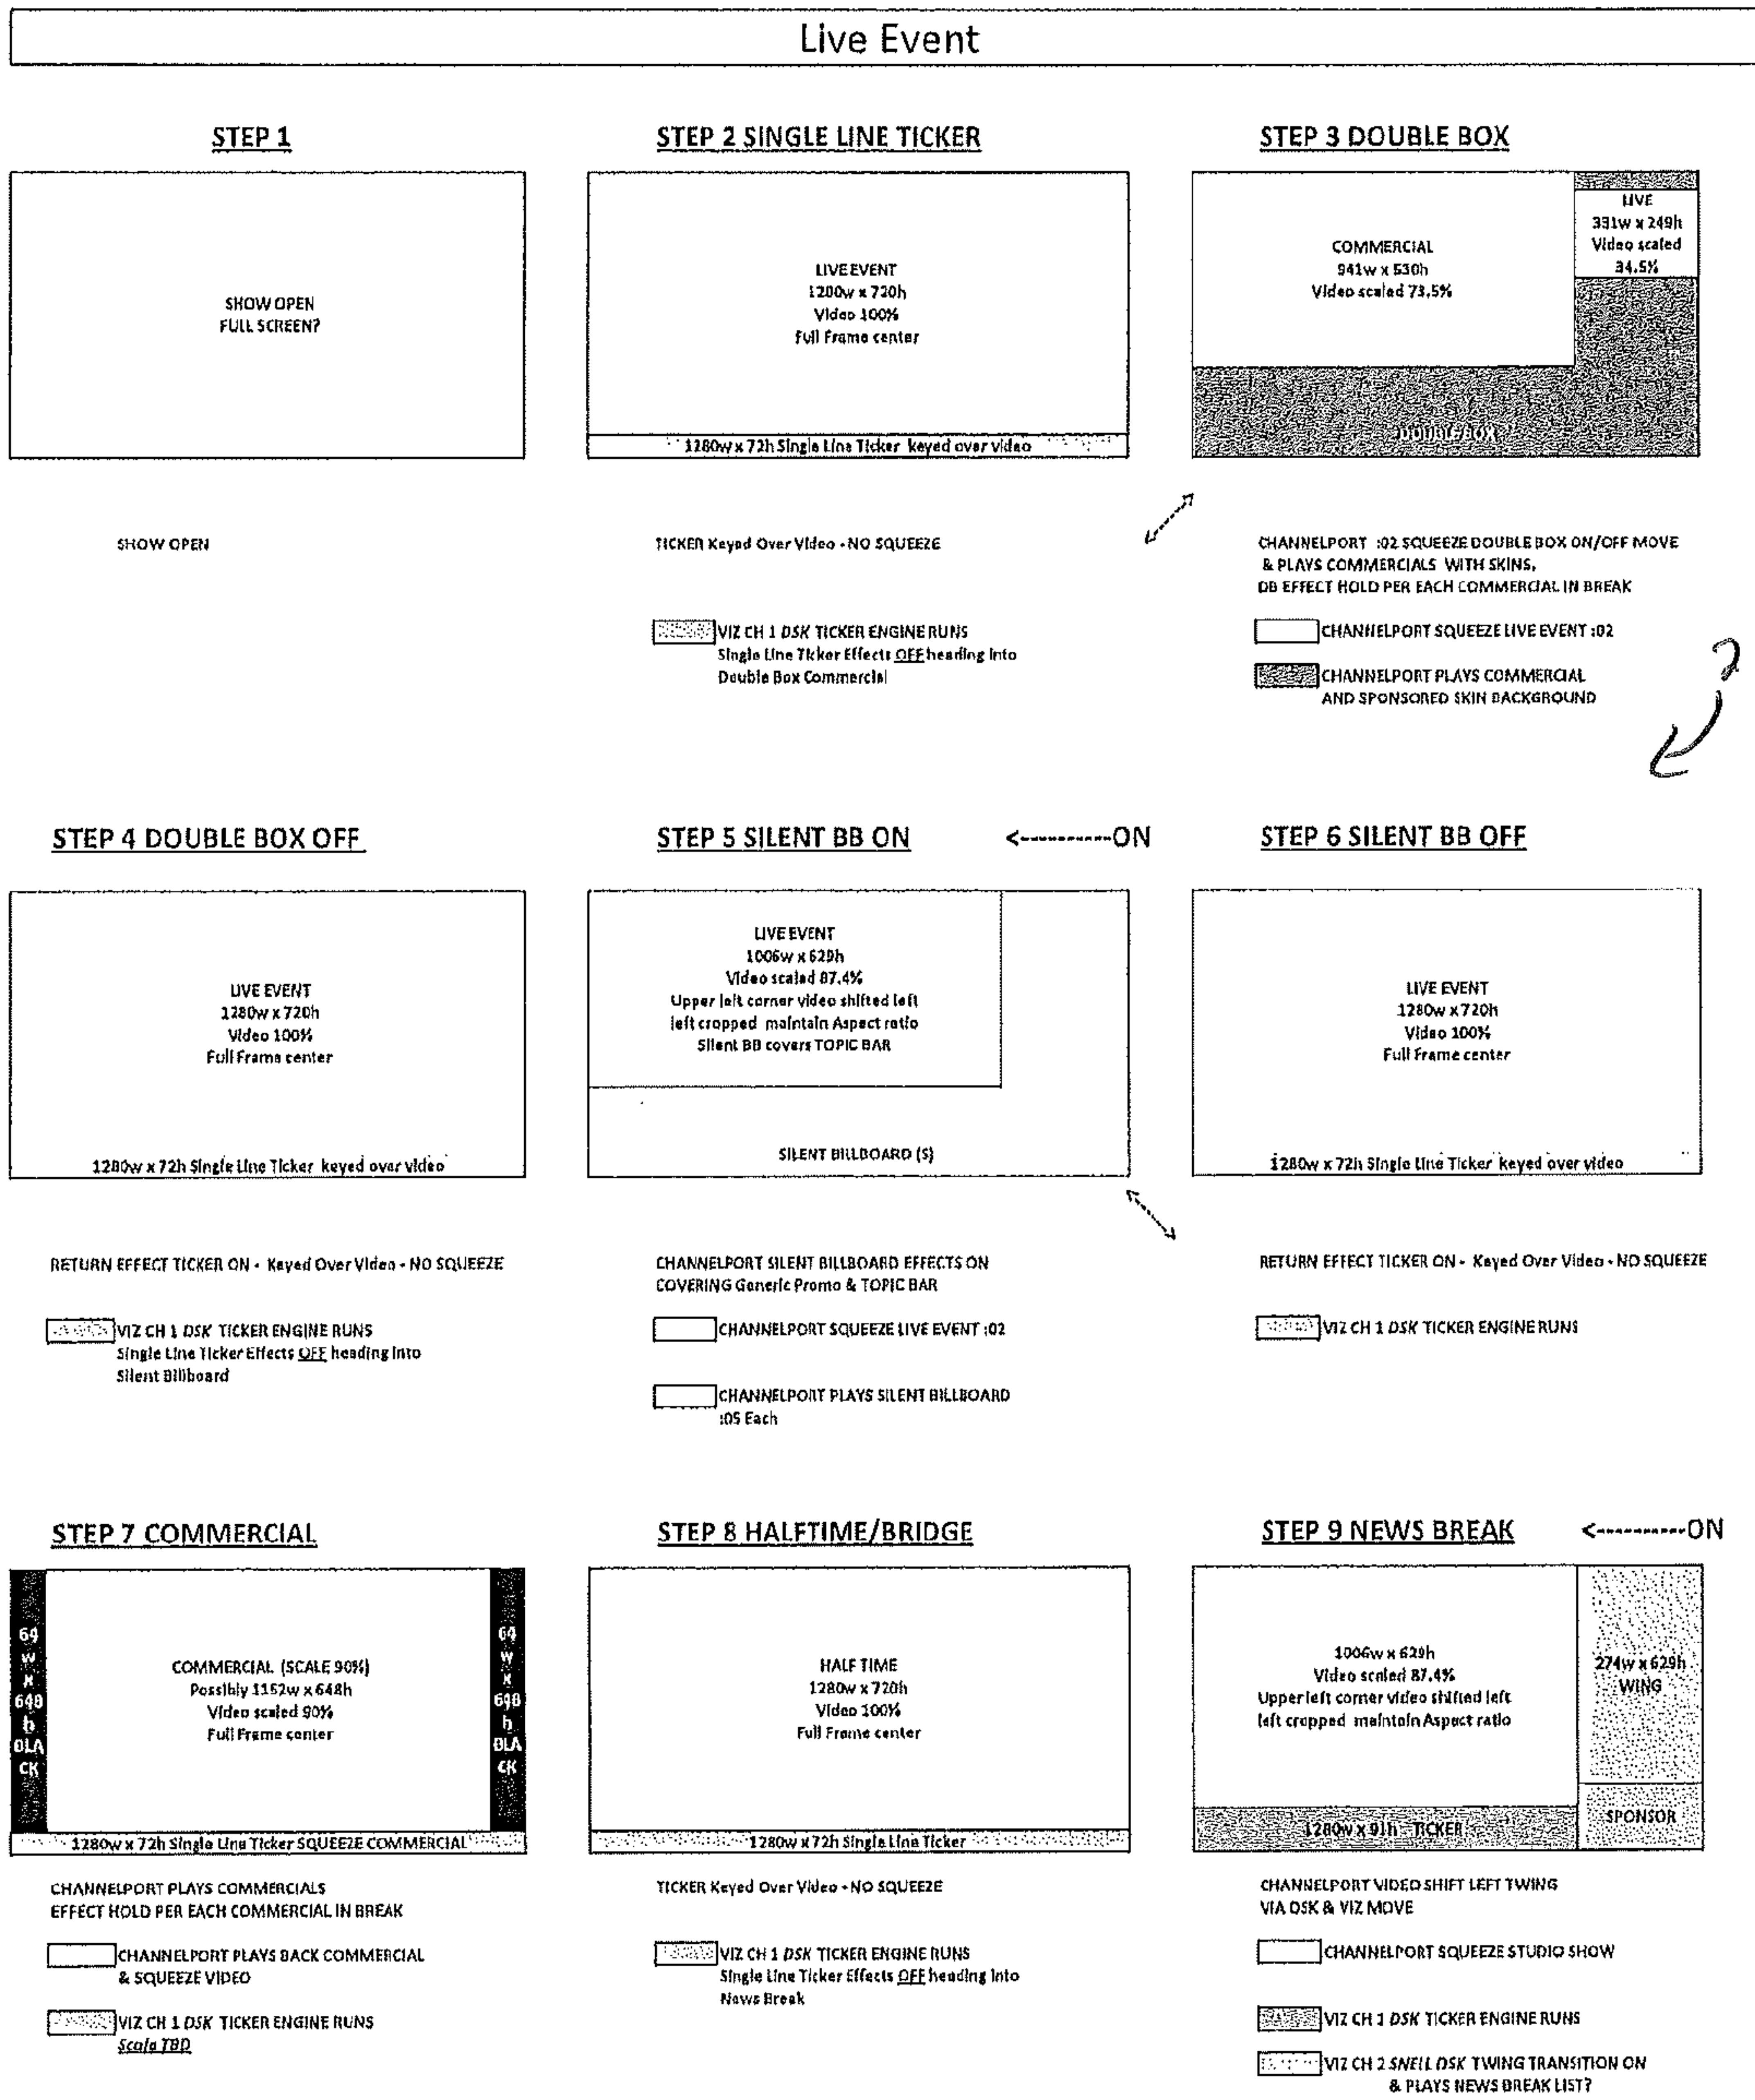 Live Event
STEP 1
SHOW OPEN
FULL SCREEN?
SHOW OPEN
STEP 2 SINGLE LINE TICKER
LIVE EVENT
1280w x 720h
Video 100%
Full Frame center
1280w x 72h Single Line Ticker keyed over video
TICKER Keyed Over Video - NO SQUEEZE
VIZ CH 1 DSK TICKER ENGINE RUNS
Single Line Ticker Effects OFF heading into
Double Box Commercial
STEP 3 DOUBLE BOX
COMMERCIAL
941w x 530h
Video scaled 73.5%
LIVE
331w x 249h
Video scaled
34.5%
DOUBLE BOX
CHANNELPORT :02 SQUEEZE DOUBLE BOX ON/OFF MOVE
& PLAYS COMMERCIALS WITH SKINS,
DB EFFECT HOLD PER EACH COMMERCIAL IN BREAK
CHANNELPORT SQUEEZE LIVE EVENT :02
CHANNELPORT PLAYS COMMERCIAL
AND SPONSORED SKIN BACKGROUND
?
STEP 4 DOUBLE BOX OFF
LIVE EVENT
1280w x 720h
Video 100%
Full Frame center
1280w x 72h Single Line Ticker keyed over video
RETURN EFFECT TICKER ON - Keyed Over Video - NO SQUEEZE
VIZ CH 1 DSK TICKER ENGINE RUNS
Single Line Ticker Effects OFF heading into
Silent Billboard
STEP 5 SILENT BB ON <----------ON
LIVE EVENT
1006w x 629h
Video scaled 87.4%
Upper left corner video shifted left
left cropped maintain Aspect ratio
Silent BB covers TOPIC BAR
SILENT BILLBOARD (S)
CHANNELPORT SILENT BILLBOARD EFFECTS ON
COVERING Generic Promo & TOPIC BAR
CHANNELPORT SQUEEZE LIVE EVENT :02
CHANNELPORT PLAYS SILENT BILLBOARD
:05 Each
STEP 6 SILENT BB OFF
LIVE EVENT
1280w x 720h
Video 100%
Full Frame center
1280w x 72h Single Line Ticker keyed over video
RETURN EFFECT TICKER ON - Keyed Over Video - NO SQUEEZE
VIZ CH 1 DSK TICKER ENGINE RUNS
STEP 7 COMMERCIAL
64
w
x
648
h
BLA
CK
COMMERCIAL (SCALE 90%)
Possibly 1152w x 648h
Video scaled 90%
Full Frame center
64
w
x
648
h
BLA
CK
1280w x 72h Single Line Ticker SQUEEZE COMMERCIAL
CHANNELPORT PLAYS COMMERCIALS
EFFECT HOLD PER EACH COMMERCIAL IN BREAK
CHANNELPORT PLAYS BACK COMMERCIAL
& SQUEEZE VIDEO
VIZ CH 1 DSK TICKER ENGINE RUNS
Scala TBD
STEP 8 HALFTIME/BRIDGE
HALF TIME
1280w x 720h
Video 100%
Full Frame center
1280w x 72h Single Line Ticker
TICKER Keyed Over Video - NO SQUEEZE
VIZ CH 1 DSK TICKER ENGINE RUNS
Single Line Ticker Effects OFF heading into
News Break
STEP 9 NEWS BREAK <----------ON
1006w x 629h
Video scaled 87.4%
Upper left corner video shifted left
left cropped maintain Aspect ratio
274w x 629h
WING
1280w x 91h TICKER
SPONSOR
CHANNELPORT VIDEO SHIFT LEFT TWING
VIA DSK & VIZ MOVE
CHANNELPORT SQUEEZE STUDIO SHOW
VIZ CH 1 DSK TICKER ENGINE RUNS
VIZ CH 2 SNELL DSK TWING TRANSITION ON
& PLAYS NEWS BREAK LIST?